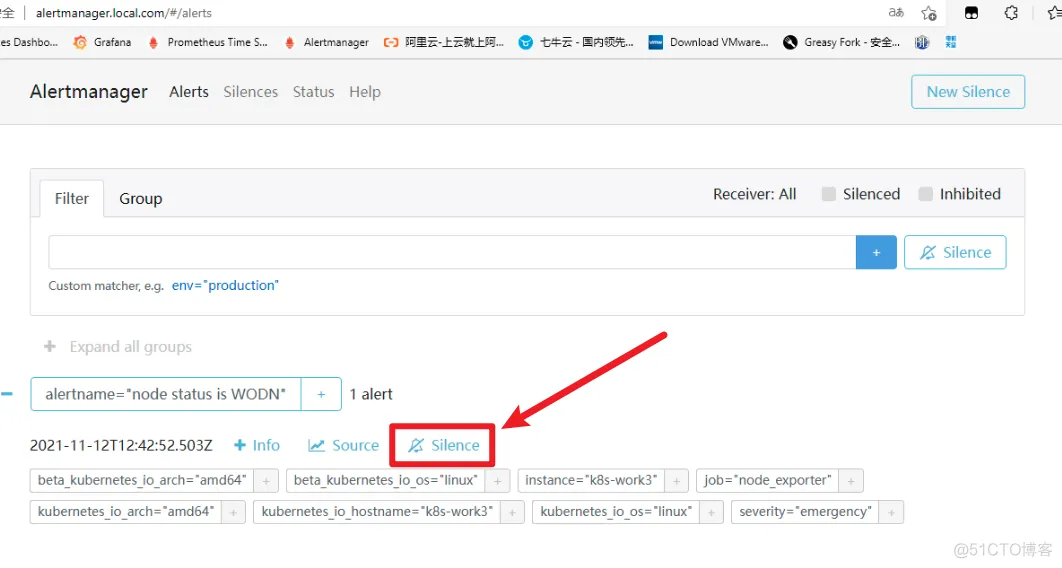 安全 alertmanager.local.com/#/alerts
es Dashbo... Grafana Prometheus Time S... Alertmanager 阿里云-上云就上阿... 七牛云 - 国内领先... Download VMware... Greasy Fork - 安全...
Alertmanager Alerts Silences Status Help New Silence
Filter Group Receiver: All Silenced Inhibited
+ Silence
Custom matcher, e.g. env="production"
+ Expand all groups
− alertname="node status is WODN" + 1 alert
2021-11-12T12:42:52.503Z + Info Source Silence
beta_kubernetes_io_arch="amd64" + beta_kubernetes_io_os="linux" + instance="k8s-work3" + job="node_exporter" +
kubernetes_io_arch="amd64" + kubernetes_io_hostname="k8s-work3" + kubernetes_io_os="linux" + severity="emergency" +
@51CTO博客